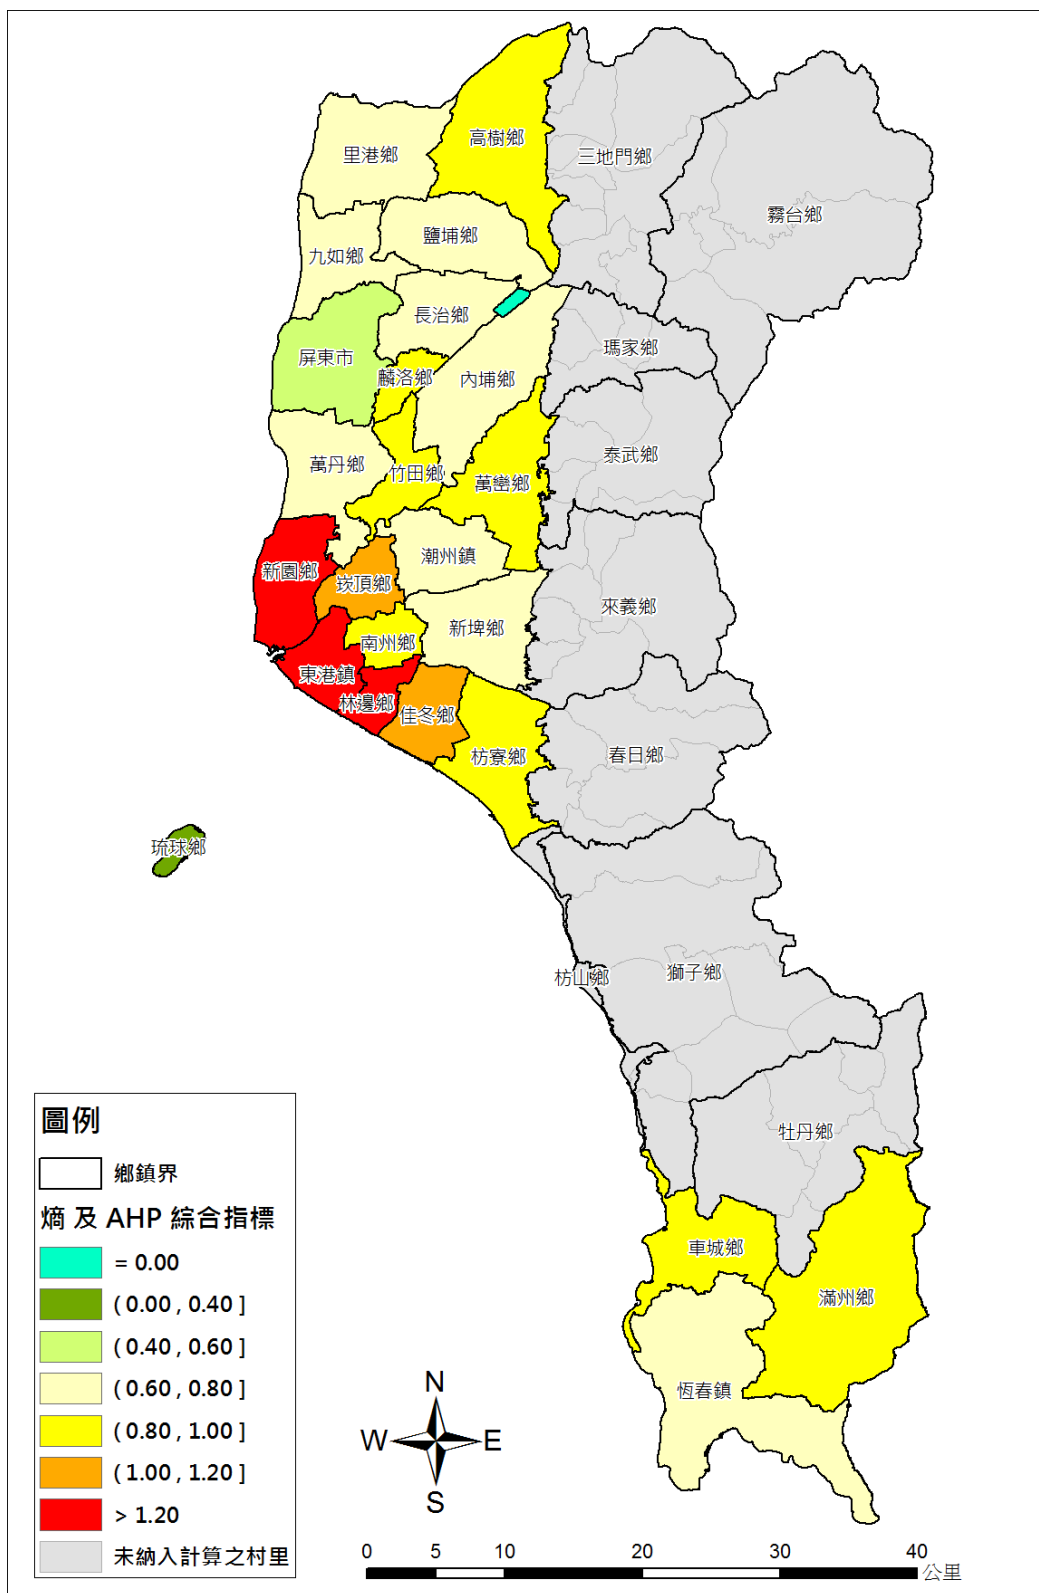 高樹鄉
里港鄉
三地門鄉
霧台鄉
鹽埔鄉
九如鄉
長治鄉
瑪家鄉
屏東市
麟洛鄉
內埔鄉
泰武鄉
萬丹鄉
竹田鄉
萬巒鄉
潮州鎮
新園鄉
崁頂鄉
來義鄉
新埤鄉
南州鄉
東港鎮
林邊鄉
佳冬鄉
枋寮鄉
春日鄉
琉球鄉
獅子鄉
枋山鄉
牡丹鄉
車城鄉
滿州鄉
恆春鎮
圖例
鄉鎮界
熵 及 AHP 綜合指標
= 0.00
( 0.00 , 0.40 ]
( 0.40 , 0.60 ]
( 0.60 , 0.80 ]
( 0.80 , 1.00 ]
( 1.00 , 1.20 ]
> 1.20
未納入計算之村里
N
W E
S
0 5 10 20 30 40
公里